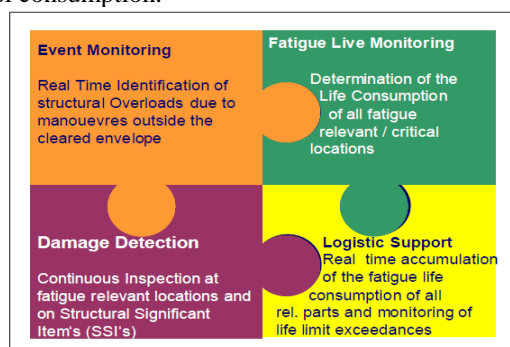 er consumption.
Event Monitoring
Real Time Identification of
structural Overloads due to
manouevres outside the
cleared envelope
Fatigue Live Monitoring
Determination of the
Life Consumption
of all fatigue
relevant / critical
locations
Damage Detection
Continuous Inspection at
fatigue relevant locations and
on Structural Significant
Item's (SSI's)
Logistic Support
Real time accumulation
of the fatigue life
consumption of all
rel. parts and monitoring of
life limit exceedances